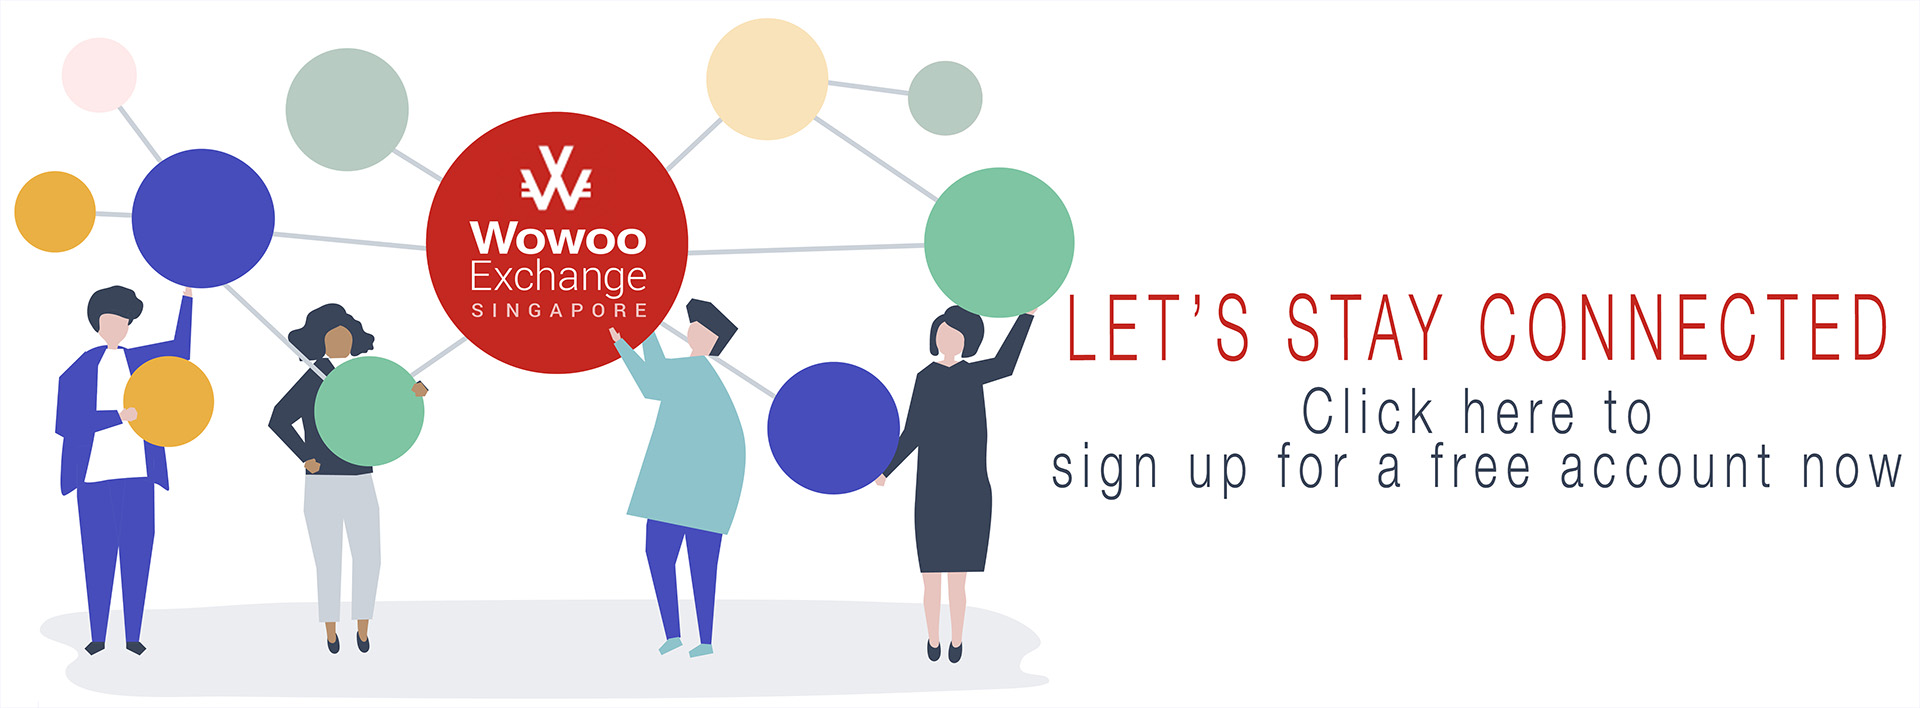 Wowoo
Exchange
SINGAPORE
LET'S STAY CONNECTED
Click here to
sign up for a free account now